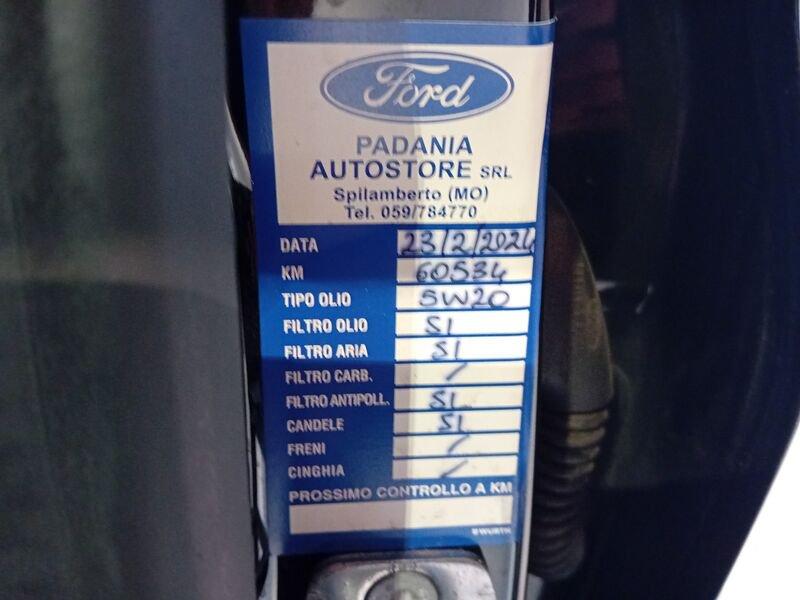 Ford
PADANIA
AUTOSTORE SRL
Spilamberto (MO)
Tel. 059/784770
DATA 23/2/2024
KM 60534
TIPO OLIO 5W20
FILTRO OLIO SI
FILTRO ARIA SI
FILTRO CARB. /
FILTRO ANTIPOLL. SI
CANDELE SI
FRENI /
CINGHIA /
PROSSIMO CONTROLLO A KM
WÜRTH